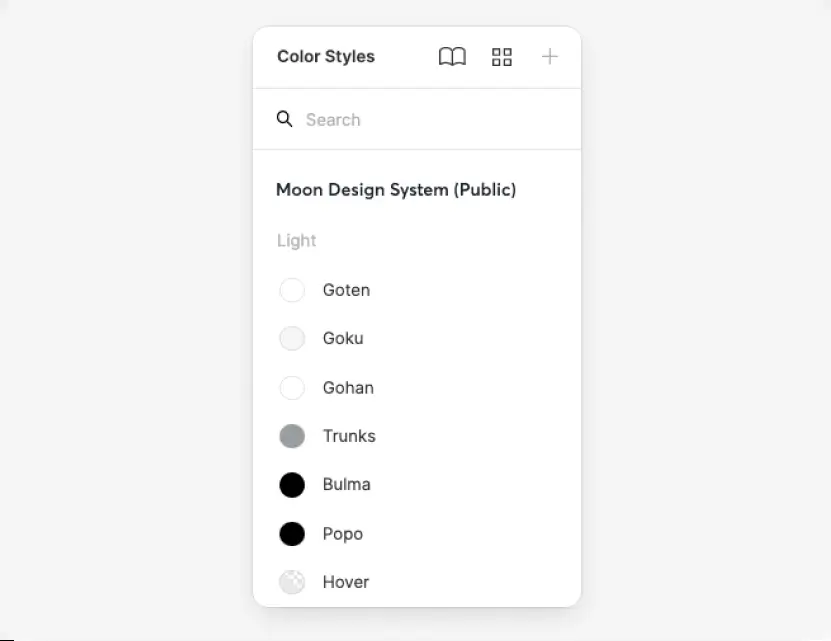 Color Styles
Search
Moon Design System (Public)
Light
Goten
Goku
Gohan
Trunks
Bulma
Popo
Hover